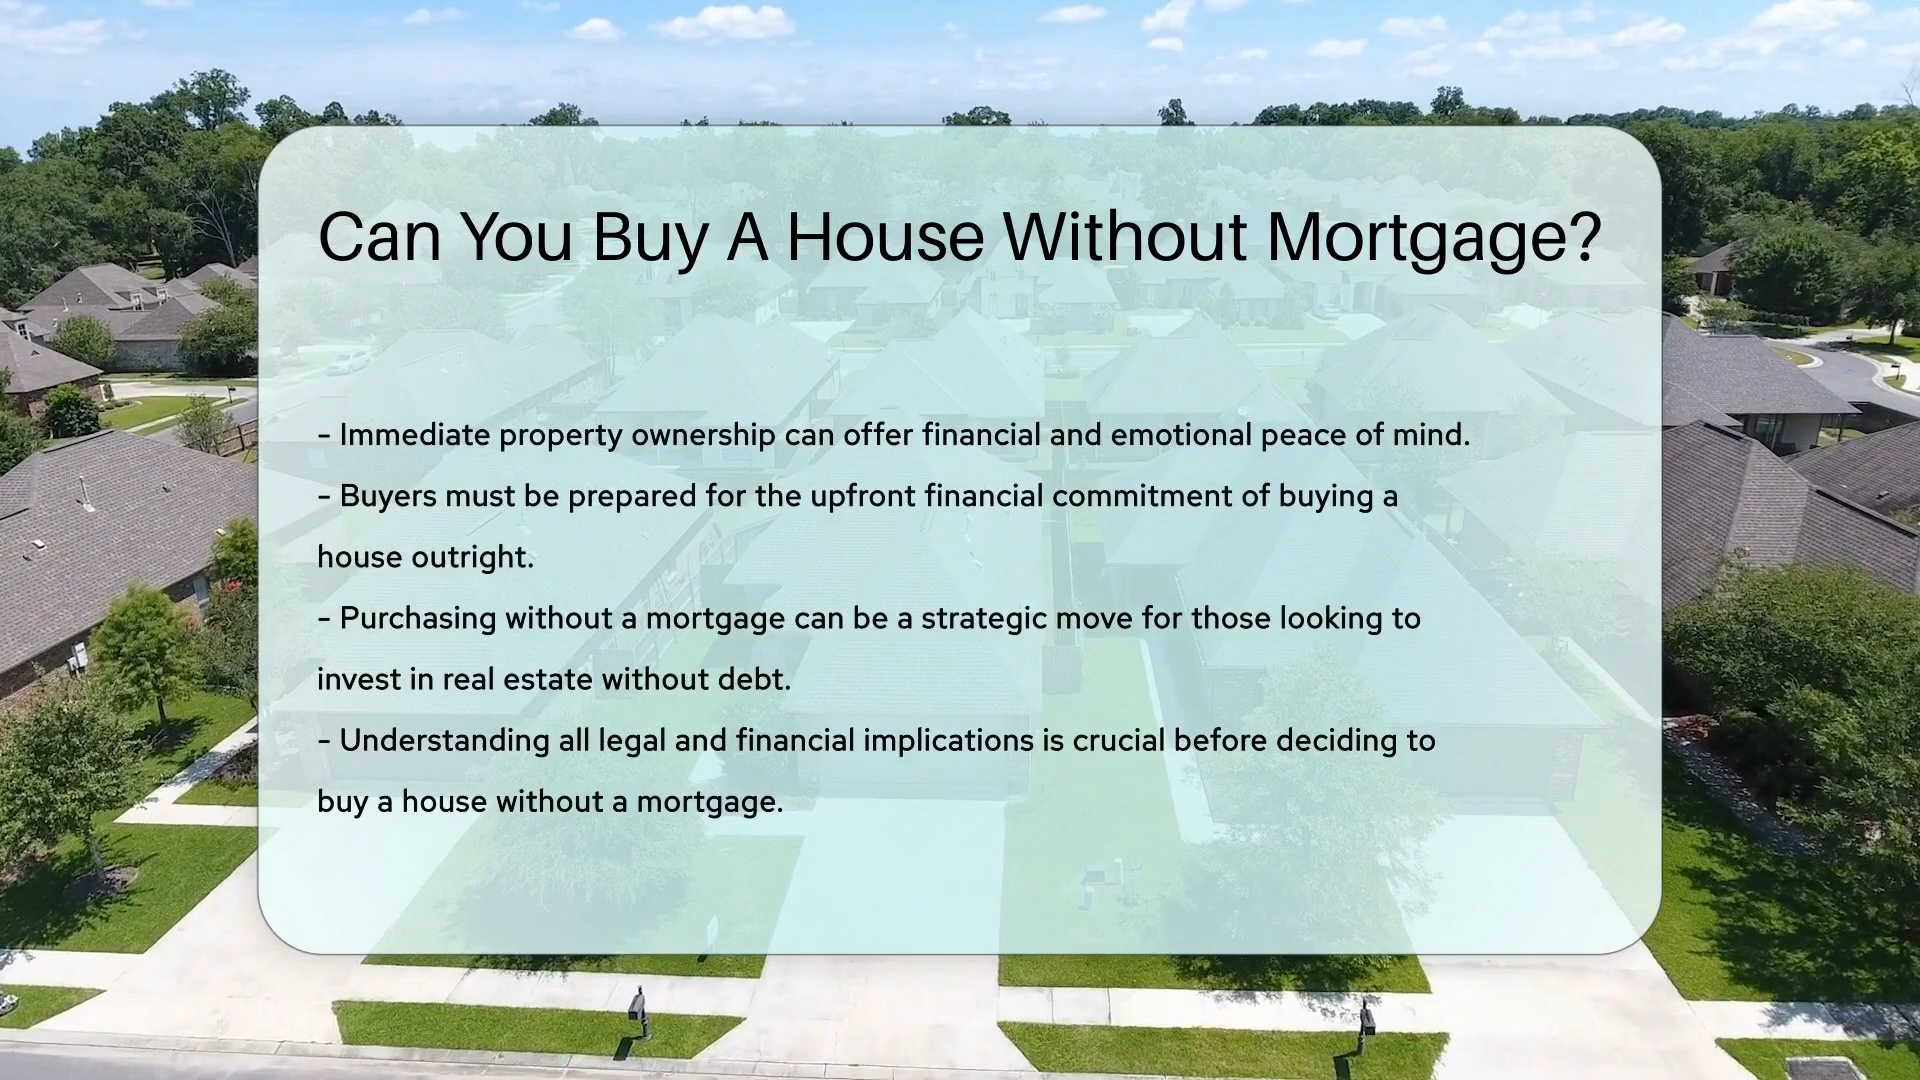 Can You Buy A House Without Mortgage?
– Immediate property ownership can offer financial and emotional peace of mind.
– Buyers must be prepared for the upfront financial commitment of buying a
house outright.
– Purchasing without a mortgage can be a strategic move for those looking to
invest in real estate without debt.
– Understanding all legal and financial implications is crucial before deciding to
buy a house without a mortgage.